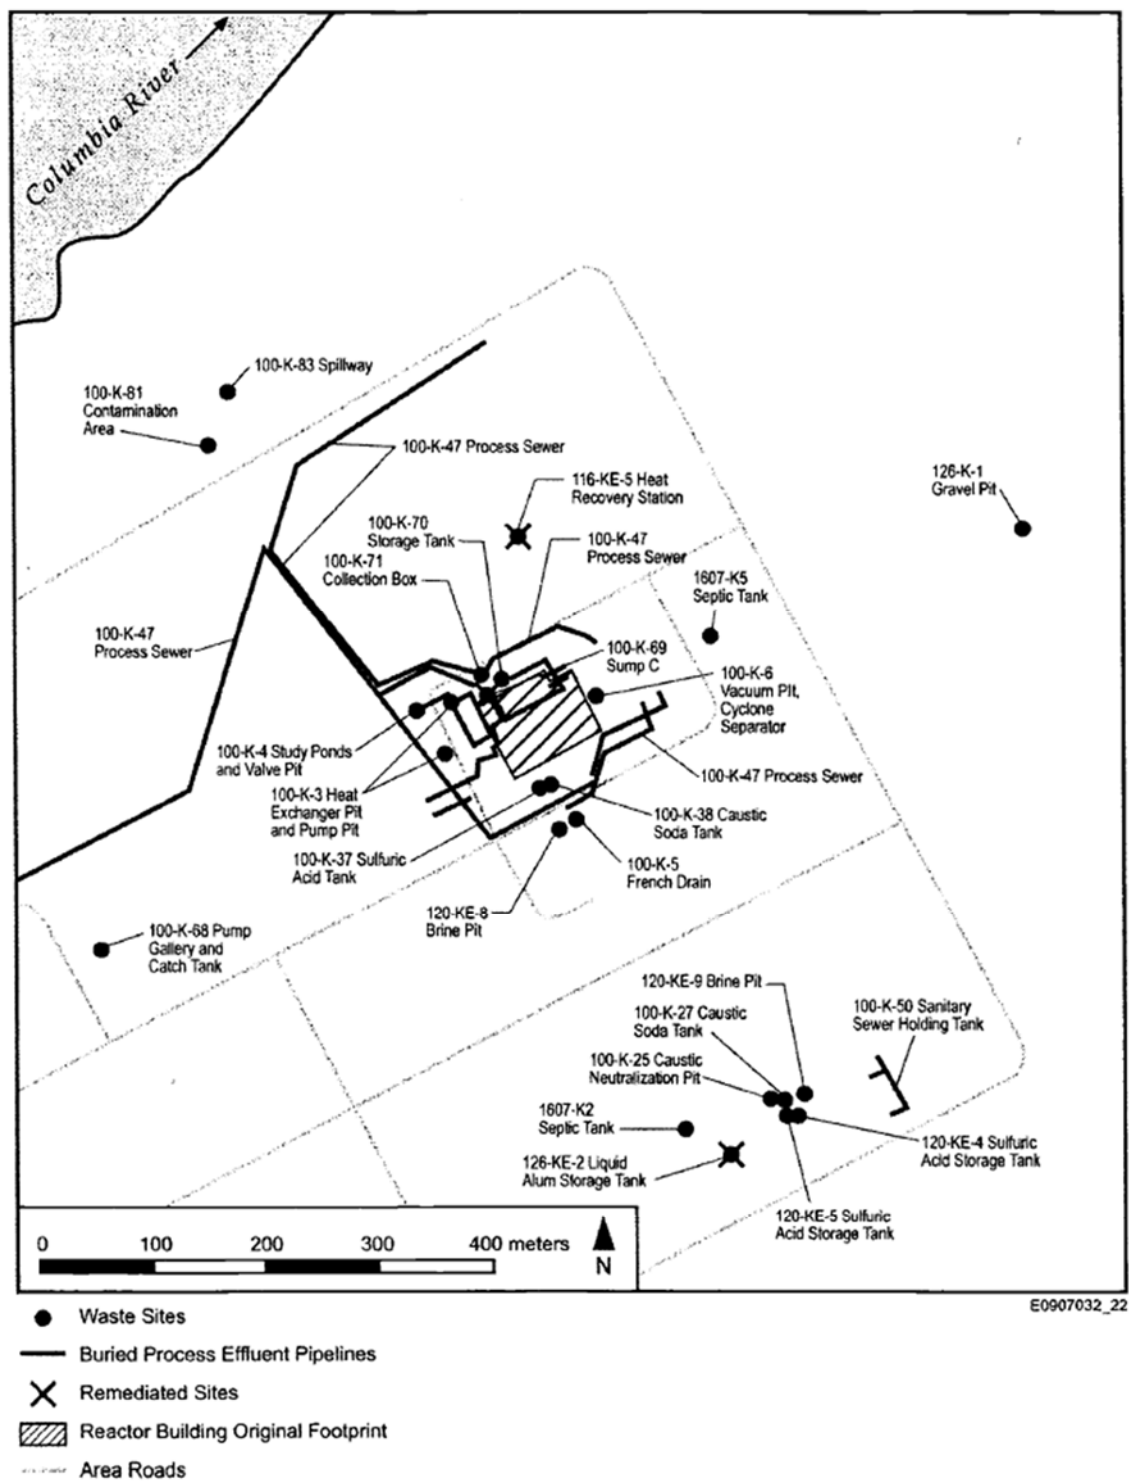 Columbia River
100-K-83 Spillway
100-K-81
Contamination
Area
100-K-47 Process Sewer
126-K-1
Gravel Pit
116-KE-5 Heat
Recovery Station
100-K-70
Storage Tank
100-K-47
Process Sewer
100-K-71
Collection Box
1607-K5
Septic Tank
100-K-47
Process Sewer
100-K-69
Sump C
100-K-6
Vacuum Pit,
Cyclone
Separator
100-K-4 Study Ponds
and Valve Pit
100-K-47 Process Sewer
100-K-3 Heat
Exchanger Pit
and Pump Pit
100-K-38 Caustic
Soda Tank
100-K-37 Sulfuric
Acid Tank
100-K-5
French Drain
120-KE-8
Brine Pit
100-K-68 Pump
Gallery and
Catch Tank
120-KE-9 Brine Pit
100-K-27 Caustic
Soda Tank
100-K-50 Sanitary
Sewer Holding Tank
100-K-25 Caustic
Neutralization Pit
1607-K2
Septic Tank
120-KE-4 Sulfuric
Acid Storage Tank
126-KE-2 Liquid
Alum Storage Tank
120-KE-5 Sulfuric
Acid Storage Tank
0 100 200 300 400 meters
N
E0907032_22
Waste Sites
Buried Process Effluent Pipelines
Remediated Sites
Reactor Building Original Footprint
Area Roads